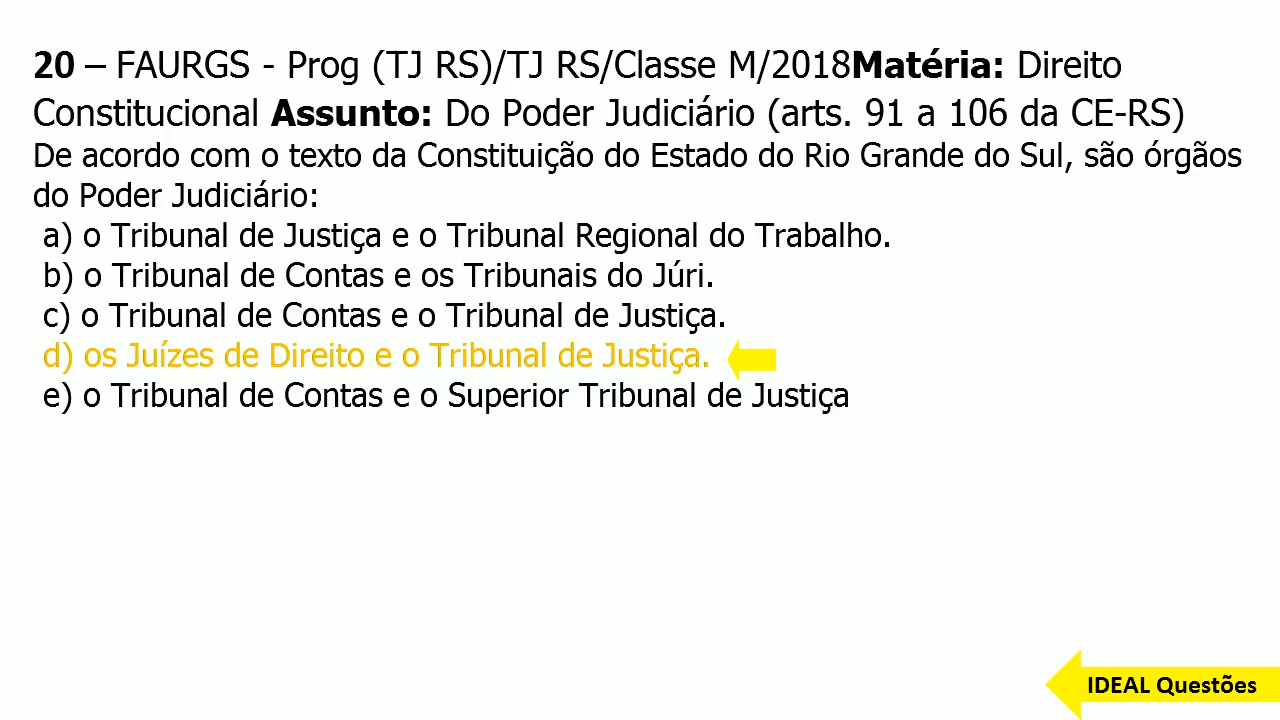 20 – FAURGS - Prog (TJ RS)/TJ RS/Classe M/2018Matéria: Direito
Constitucional Assunto: Do Poder Judiciário (arts. 91 a 106 da CE-RS)
De acordo com o texto da Constituição do Estado do Rio Grande do Sul, são órgãos
do Poder Judiciário:
a) o Tribunal de Justiça e o Tribunal Regional do Trabalho.
b) o Tribunal de Contas e os Tribunais do Júri.
c) o Tribunal de Contas e o Tribunal de Justiça.
d) os Juízes de Direito e o Tribunal de Justiça.
e) o Tribunal de Contas e o Superior Tribunal de Justiça
IDEAL Questões